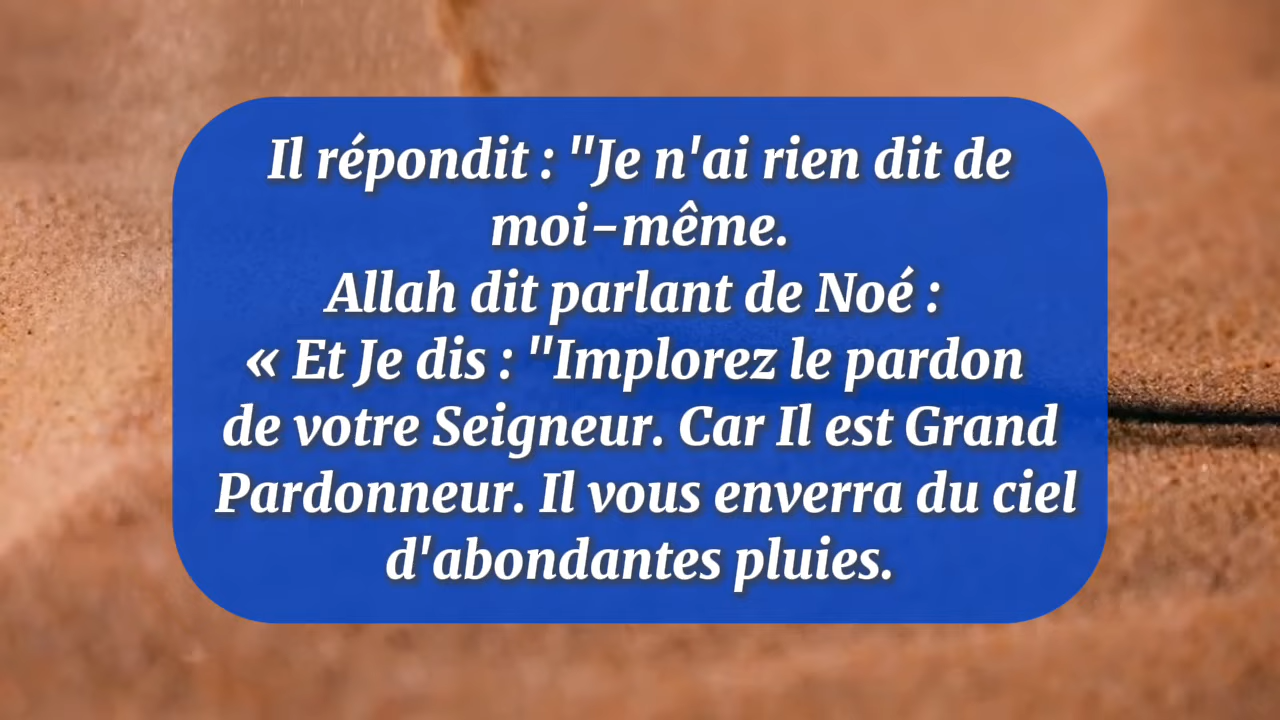 Il répondit : "Je n'ai rien dit de
moi-même.
Allah dit parlant de Noé :
« Et Je dis : "Implorez le pardon
de votre Seigneur. Car Il est Grand
Pardonneur. Il vous enverra du ciel
d'abondantes pluies.